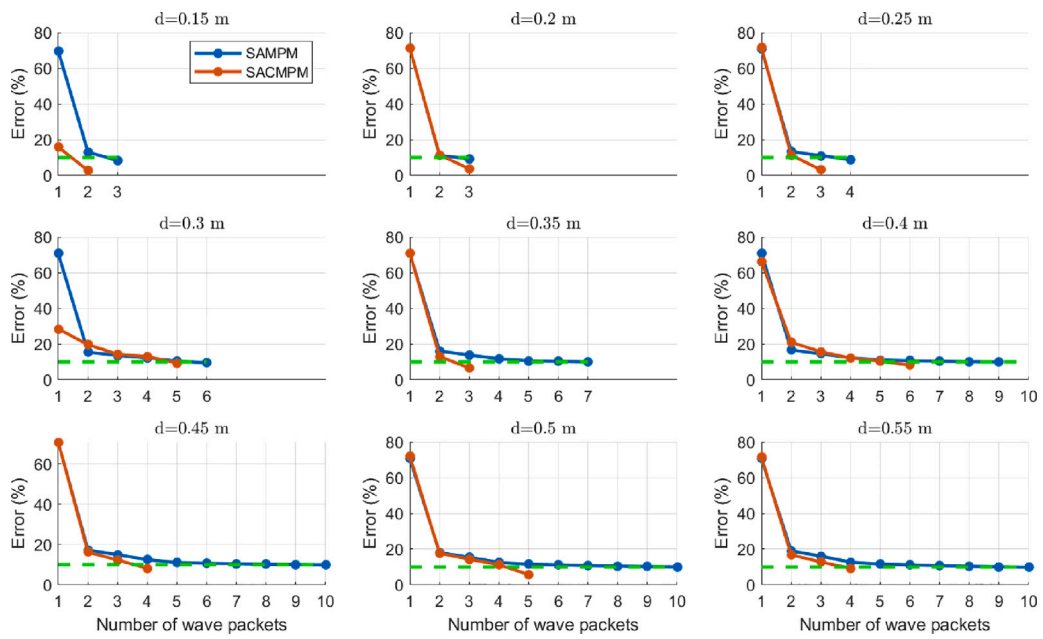 d=0.15 m
d=0.2 m
d=0.25 m
80
60
40
20
0
Error (%)
SAMPM
SACMPM
1 2 3
80
60
40
20
0
Error (%)
1 2 3
80
60
40
20
0
Error (%)
1 2 3 4
d=0.3 m
d=0.35 m
d=0.4 m
80
60
40
20
0
Error (%)
1 2 3 4 5 6
80
60
40
20
0
Error (%)
1 2 3 4 5 6 7
80
60
40
20
0
Error (%)
1 2 3 4 5 6 7 8 9 10
d=0.45 m
d=0.5 m
d=0.55 m
60
40
20
0
Error (%)
1 2 3 4 5 6 7 8 9 10
Number of wave packets
80
60
40
20
0
Error (%)
1 2 3 4 5 6 7 8 9 10
Number of wave packets
80
60
40
20
0
Error (%)
1 2 3 4 5 6 7 8 9 10
Number of wave packets